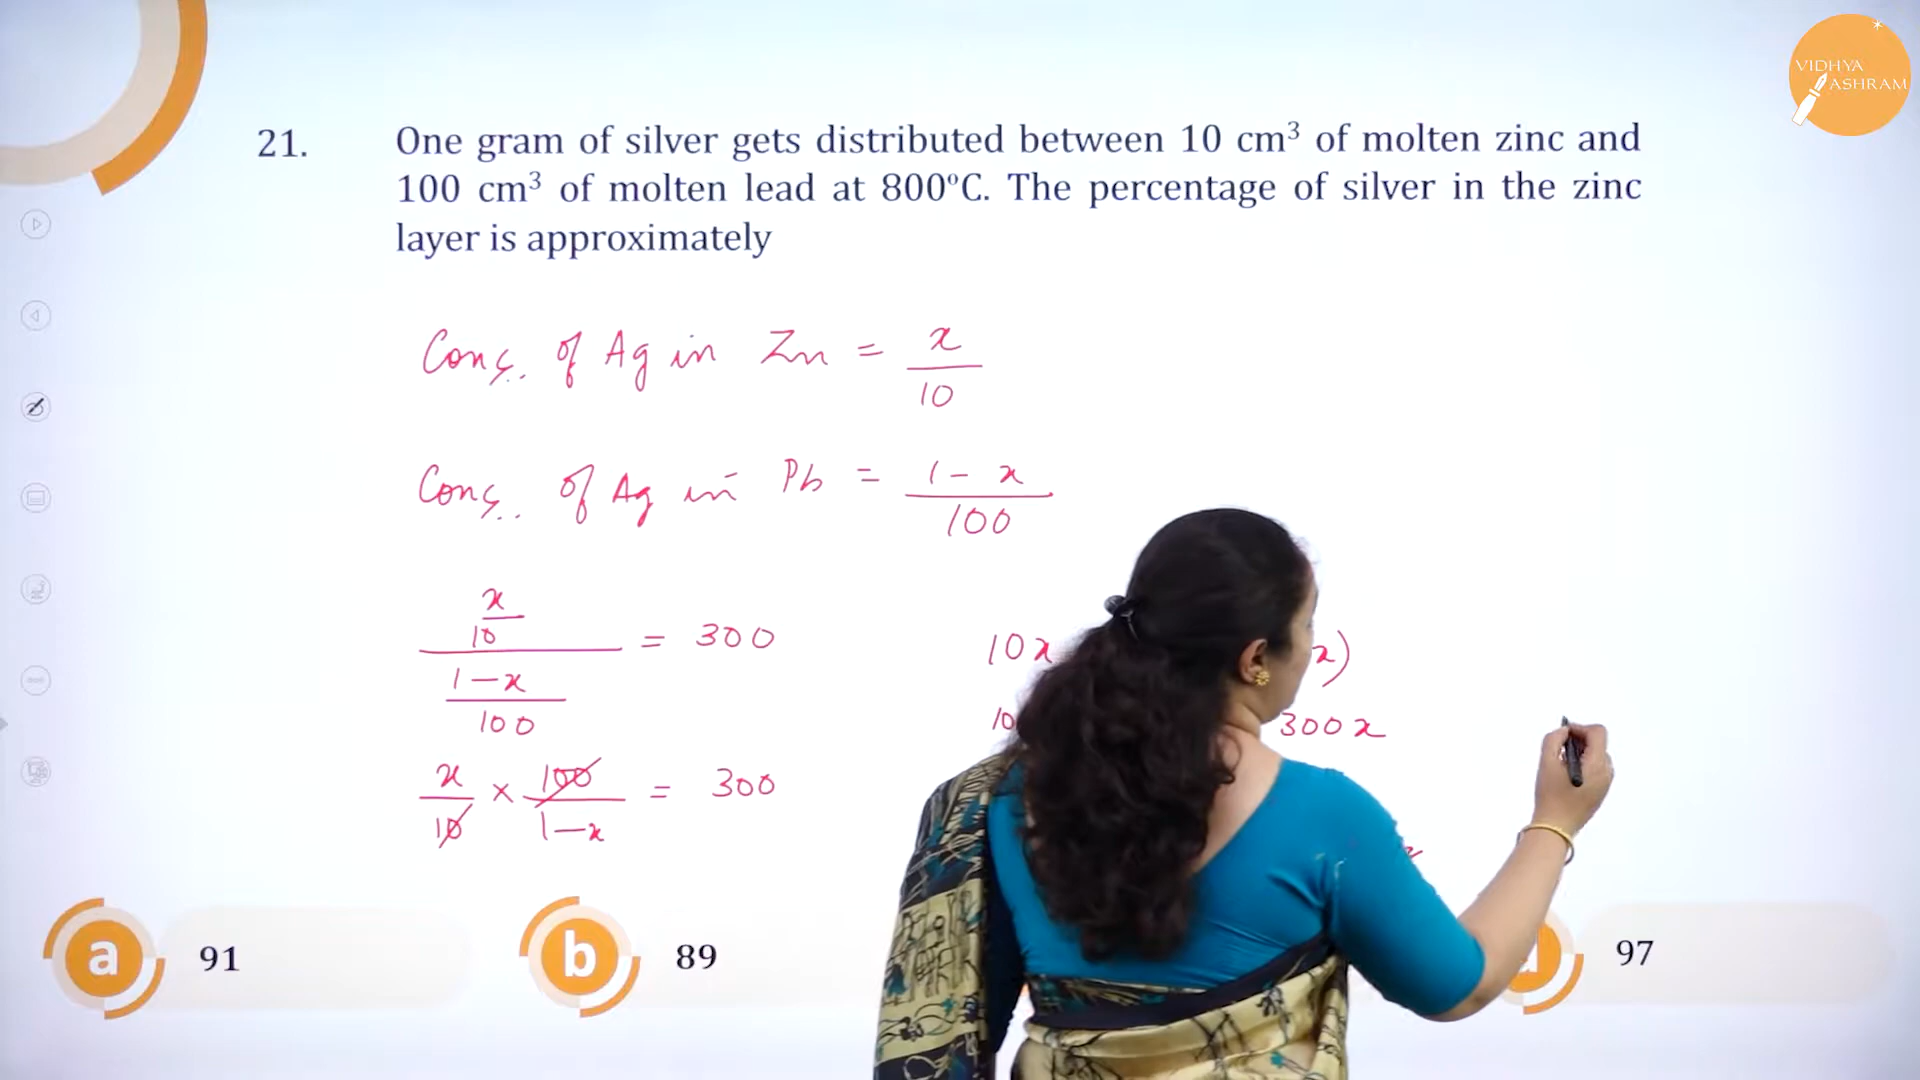 VIDHYA
ASHRAM
21. One gram of silver gets distributed between 10 cm³ of molten zinc and
100 cm³ of molten lead at 800°C. The percentage of silver in the zinc
layer is approximately
Conc. of Ag in Zn = x/10
Conc. of Ag in Pb = 1 - x/100
x/10 / 1-x/100 = 300
x/10 × 100/1-x = 300
10x x)
10 300x
a 91
b 89
97